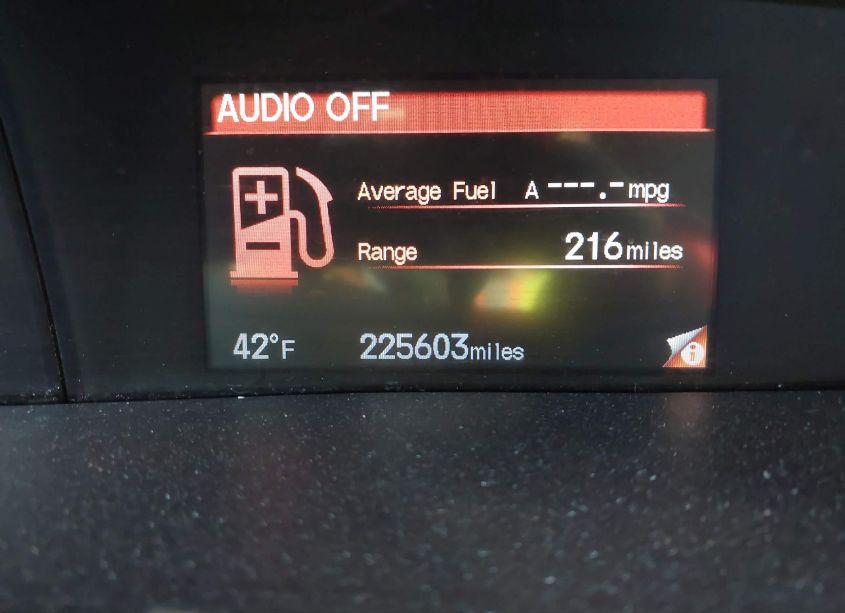 AUDIO OFF
Average Fuel A ---.- mpg
Range 216 miles
42°F 225603 miles
i